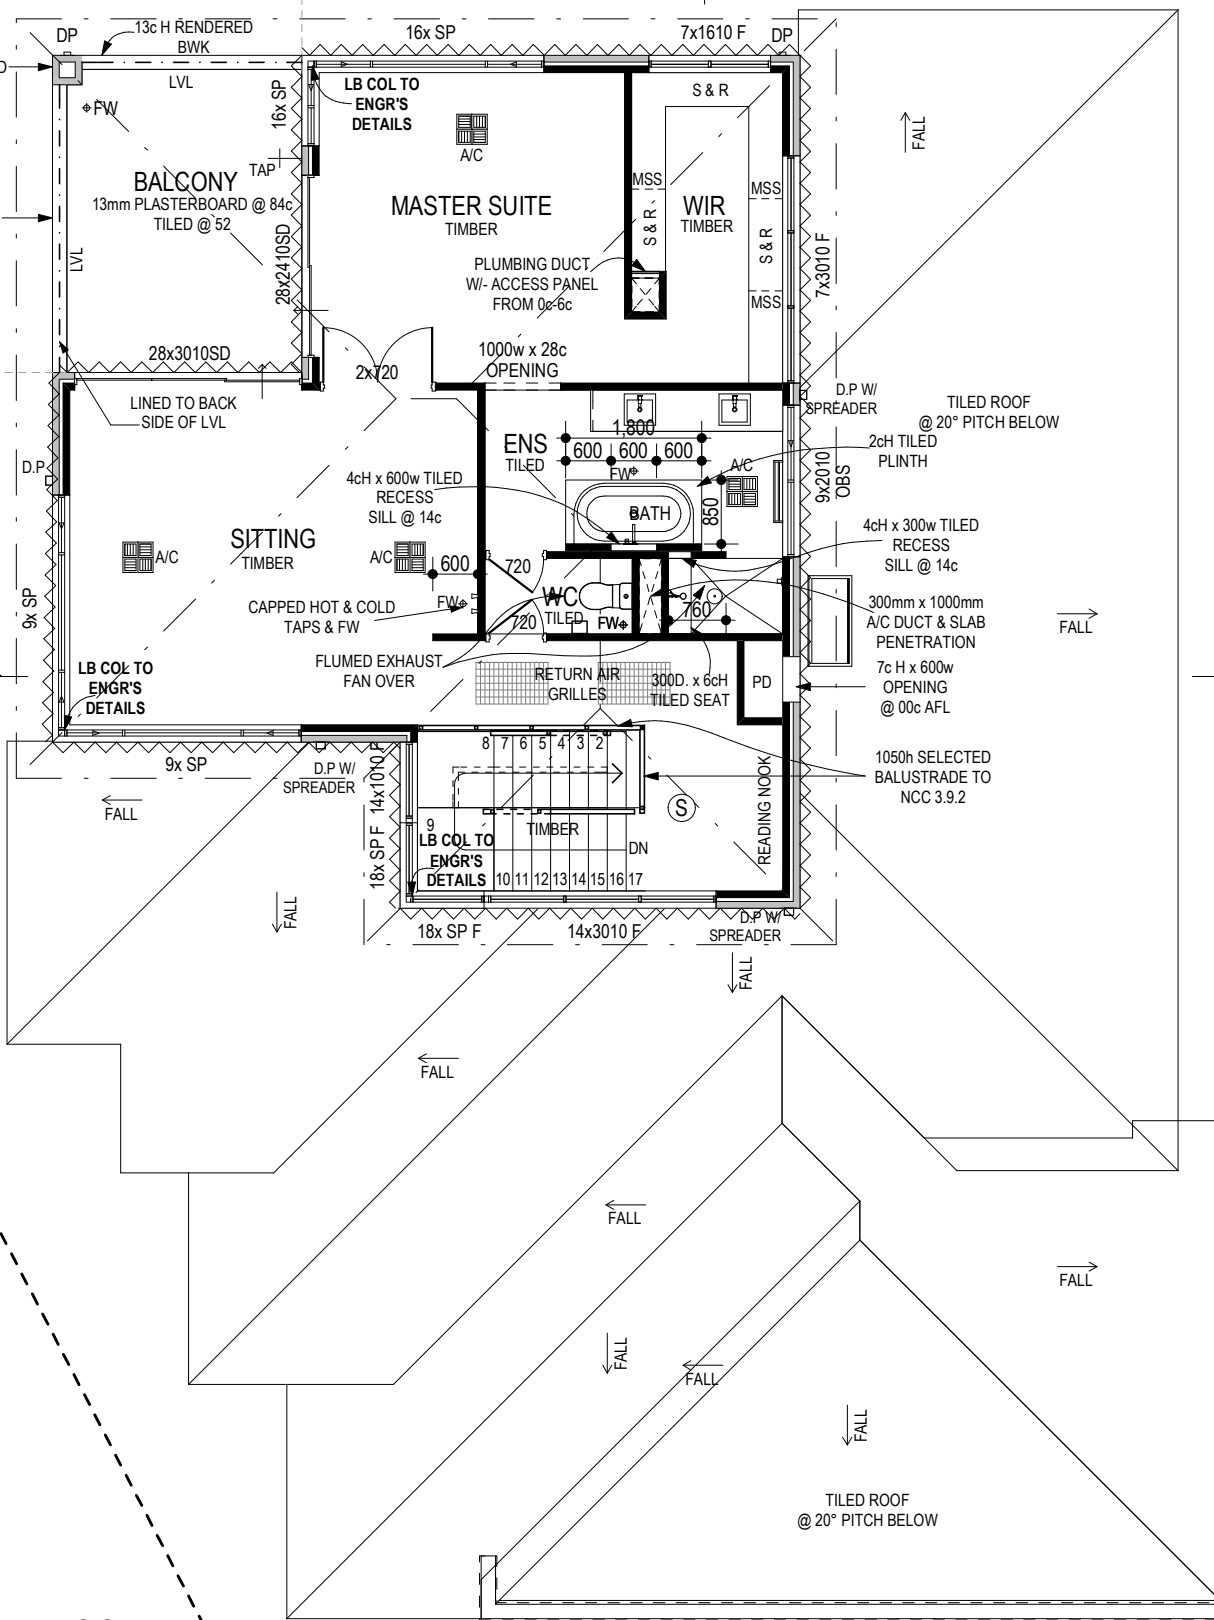 DP
13c H RENDERED
BWK
16x SP
7x1610 F
DP
LVL
LB COL TO
ENGR'S
DETAILS
S & R
FW
16x SP
A/C
FALL
TAP
BALCONY
13mm PLASTERBOARD @ 84c
TILED @ 52
MASTER SUITE
TIMBER
MSS
S & R
WIR
TIMBER
MSS
S & R
MSS
LVL
28x2410SD
PLUMBING DUCT
W/- ACCESS PANEL
FROM 0c-6c
7x3010 F
28x3010SD
2x720
1000w x 28c
OPENING
LINED TO BACK
SIDE OF LVL
D.P W/
SPREADER
TILED ROOF
@ 20° PITCH BELOW
1,800
600
600
600
ENS
TILED
FW
A/C
2cH TILED
PLINTH
D.P
4cH x 600w TILED
RECESS
SILL @ 14c
BATH
850
9x2010
OBS
SITTING
TIMBER
A/C
A/C
600
720
4cH x 300w TILED
RECESS
SILL @ 14c
9x SP
CAPPED HOT & COLD
TAPS & FW
FW
WC
TILED
720
FW
760
300mm x 1000mm
A/C DUCT & SLAB
PENETRATION
FALL
LB COL TO
ENGR'S
DETAILS
FLUMED EXHAUST
FAN OVER
RETURN AIR
GRILLES
300D. x 6cH
TILED SEAT
PD
7c H x 600w
OPENING
@ 00c AFL
9x SP
D.P W/
SPREADER
14x1010 F
8 7 6 5 4 3 2
1050h SELECTED
BALUSTRADE TO
NCC 3.9.2
FALL
S
READING NOOK
9
TIMBER
LB COL TO
ENGR'S
DETAILS
DN
18x SP F
10 11 12 13 14 15 16 17
FALL
18x SP F
14x3010 F
D.P W/
SPREADER
FALL
FALL
FALL
FALL
FALL
FALL
FALL
TILED ROOF
@ 20° PITCH BELOW